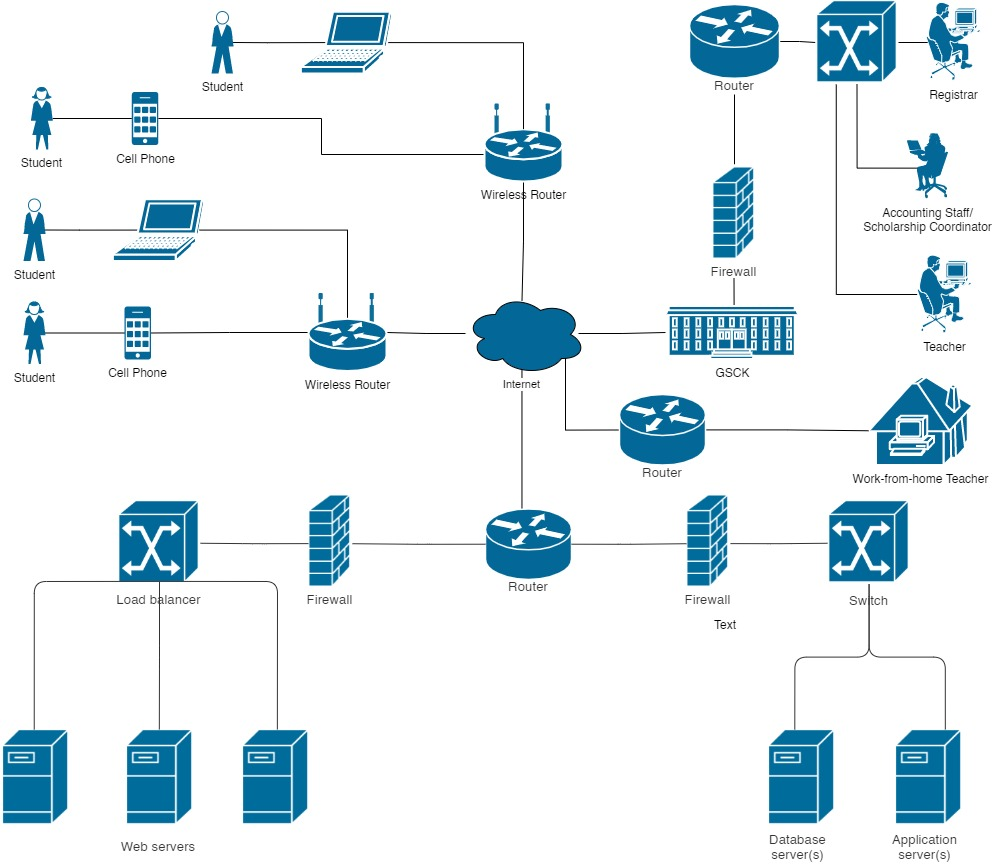 Student
Router
Registrar
Student
Cell Phone
Wireless Router
Accounting Staff/
Scholarship Coordinator
Student
Firewall
Teacher
Student
Cell Phone
Wireless Router
Internet
GSCK
Router
Work-from-home Teacher
Load balancer
Firewall
Router
Firewall
Switch
Text
Web servers
Database
server(s)
Application
server(s)